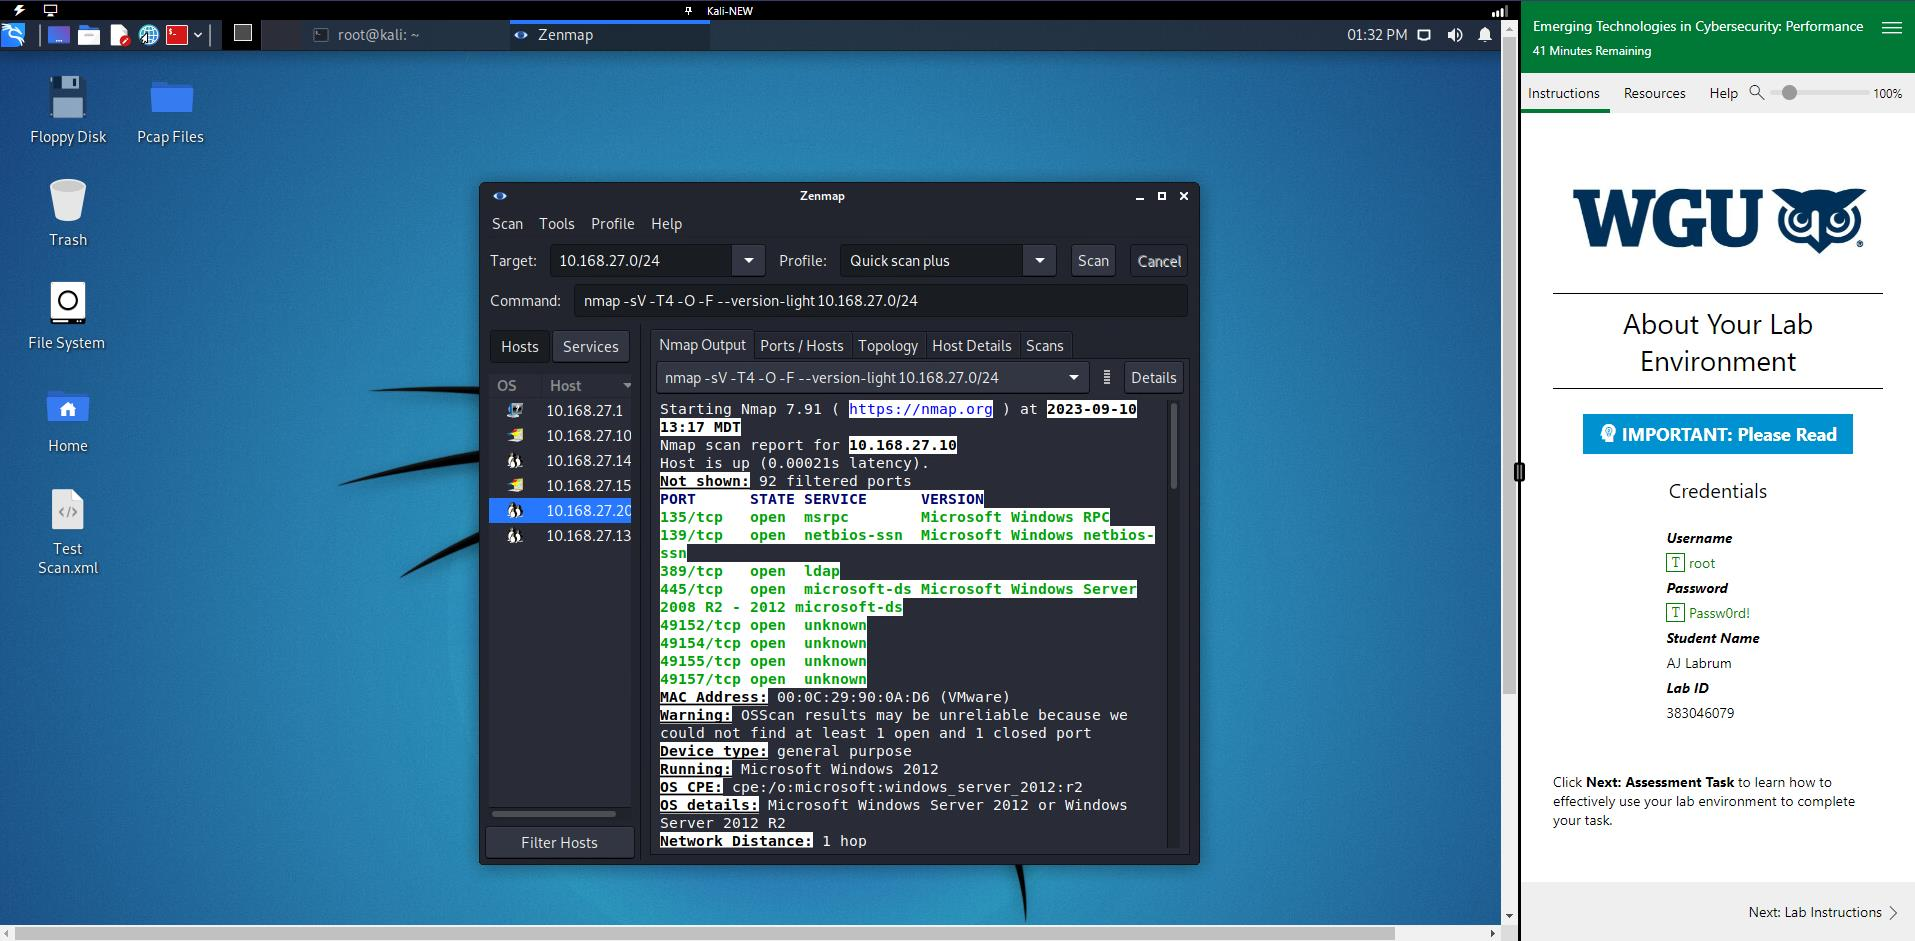 Kali-NEW
root@kali: ~
Zenmap
01:32 PM
Floppy Disk
Pcap Files
Trash
File System
Home
Test
Scan.xml
Zenmap
Scan Tools Profile Help
Target: 10.168.27.0/24 Profile: Quick scan plus Scan Cancel
Command: nmap -sV -T4 -O -F --version-light 10.168.27.0/24
Hosts Services
OS Host
10.168.27.1
10.168.27.10
10.168.27.14
10.168.27.15
10.168.27.20
10.168.27.13
Filter Hosts
Nmap Output Ports / Hosts Topology Host Details Scans
nmap -sV -T4 -O -F --version-light 10.168.27.0/24 Details
Starting Nmap 7.91 ( https://nmap.org ) at 2023-09-10
13:17 MDT
Nmap scan report for 10.168.27.10
Host is up (0.00021s latency).
Not shown: 92 filtered ports
PORT STATE SERVICE VERSION
135/tcp open msrpc Microsoft Windows RPC
139/tcp open netbios-ssn Microsoft Windows netbios-
ssn
389/tcp open ldap
445/tcp open microsoft-ds Microsoft Windows Server
2008 R2 - 2012 microsoft-ds
49152/tcp open unknown
49154/tcp open unknown
49155/tcp open unknown
49157/tcp open unknown
MAC Address: 00:0C:29:90:0A:D6 (VMware)
Warning: OSScan results may be unreliable because we
could not find at least 1 open and 1 closed port
Device type: general purpose
Running: Microsoft Windows 2012
OS CPE: cpe:/o:microsoft:windows_server_2012:r2
OS details: Microsoft Windows Server 2012 or Windows
Server 2012 R2
Network Distance: 1 hop
Emerging Technologies in Cybersecurity: Performance
41 Minutes Remaining
Instructions Resources Help 100%
WGU
About Your Lab
Environment
IMPORTANT: Please Read
Credentials
Username
T root
Password
T Passw0rd!
Student Name
AJ Labrum
Lab ID
383046079
Click Next: Assessment Task to learn how to
effectively use your lab environment to complete
your task.
Next: Lab Instructions